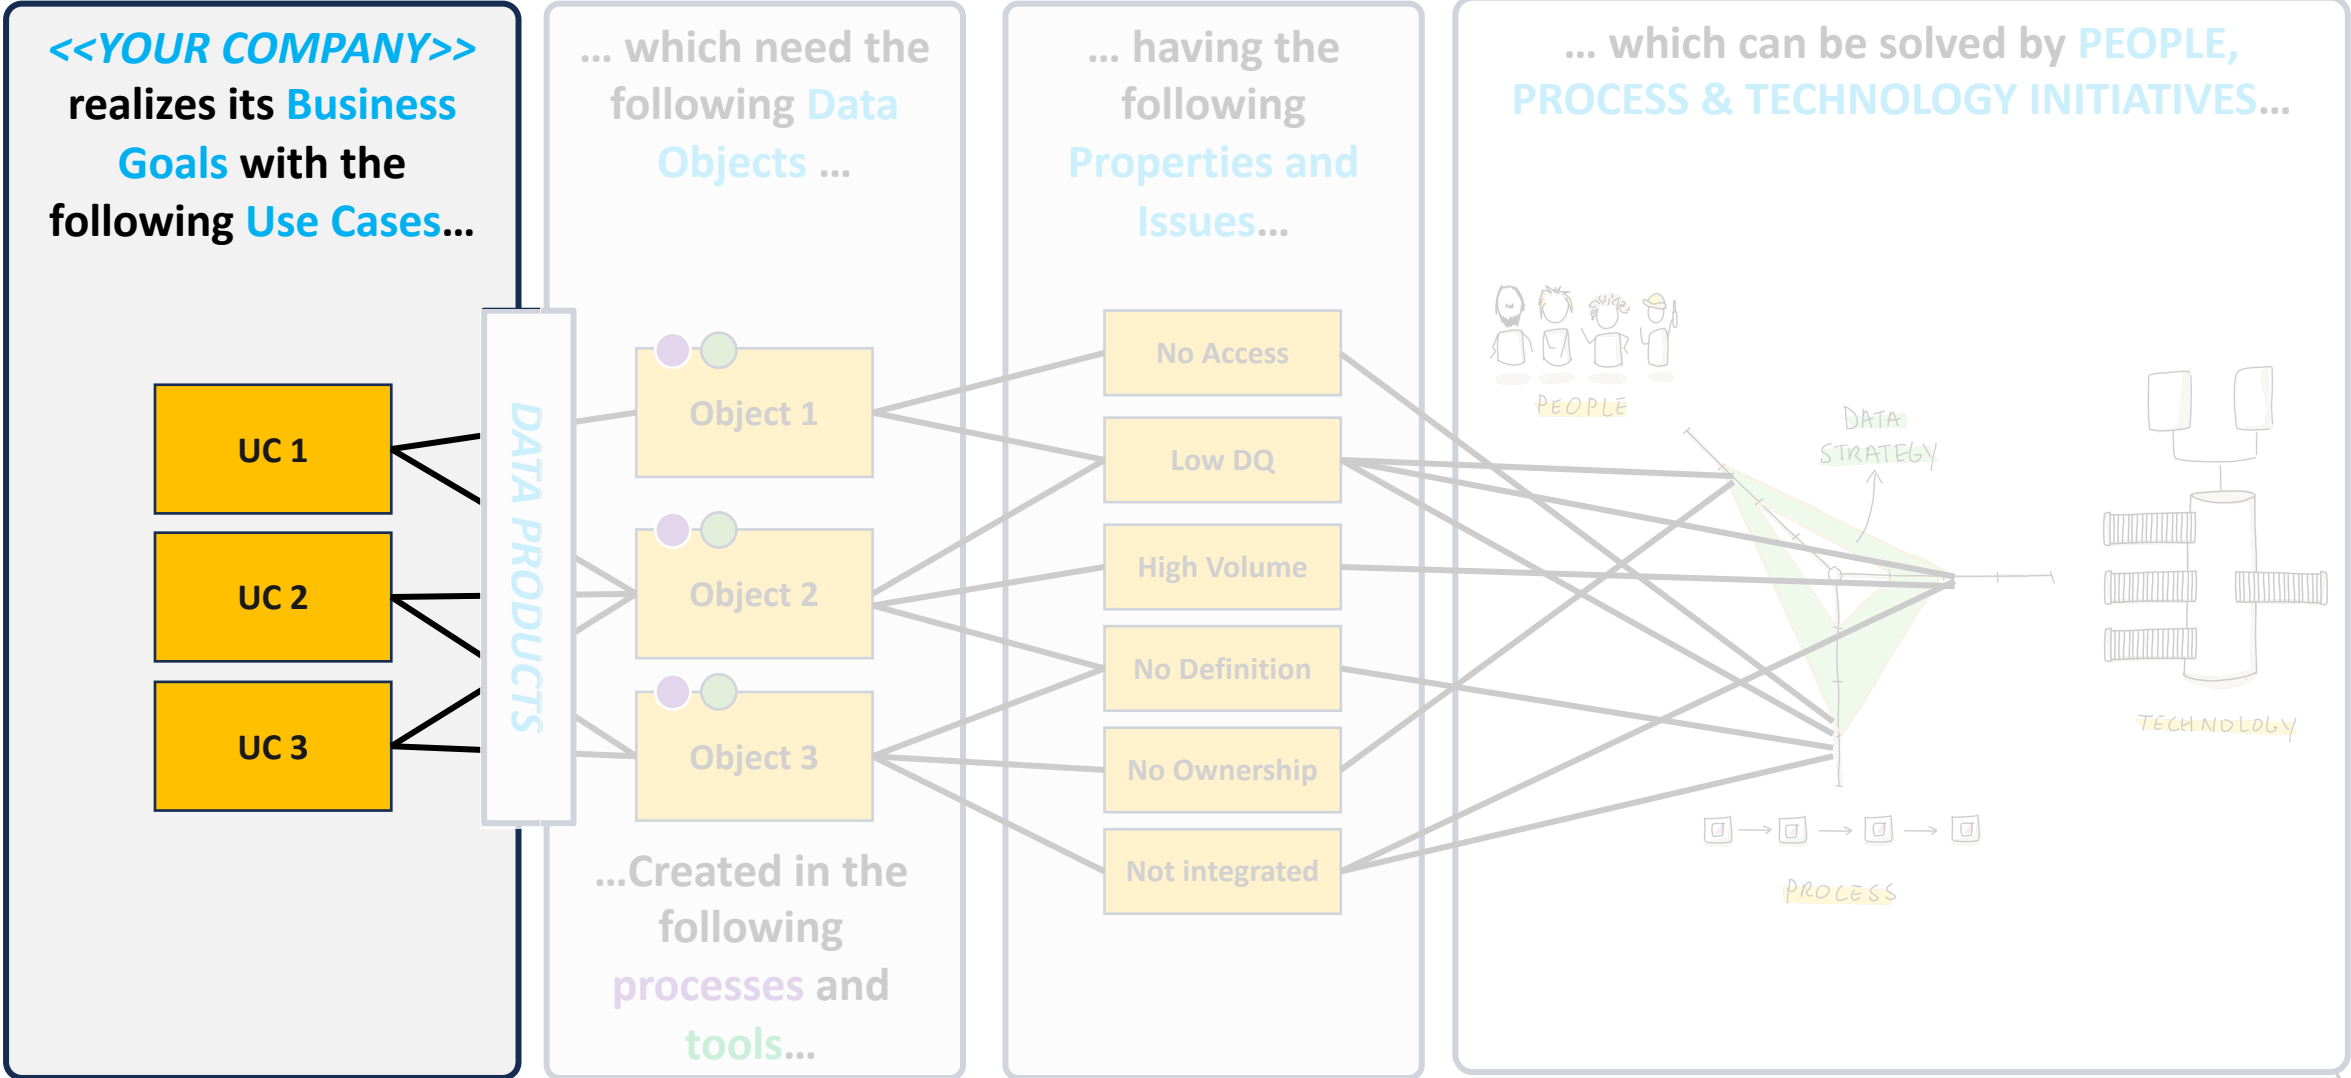 <<YOUR COMPANY>>
realizes its Business
Goals with the
following Use Cases...
UC 1
UC 2
UC 3
DATA PRODUCTS
... which need the
following Data
Objects ...
Object 1
Object 2
Object 3
...Created in the
following
processes and
tools...
... having the
following
Properties and
Issues...
No Access
Low DQ
High Volume
No Definition
No Ownership
Not integrated
... which can be solved by PEOPLE,
PROCESS & TECHNOLOGY INITIATIVES...
PEOPLE
DATA
STRATEGY
TECHNOLOGY
PROCESS